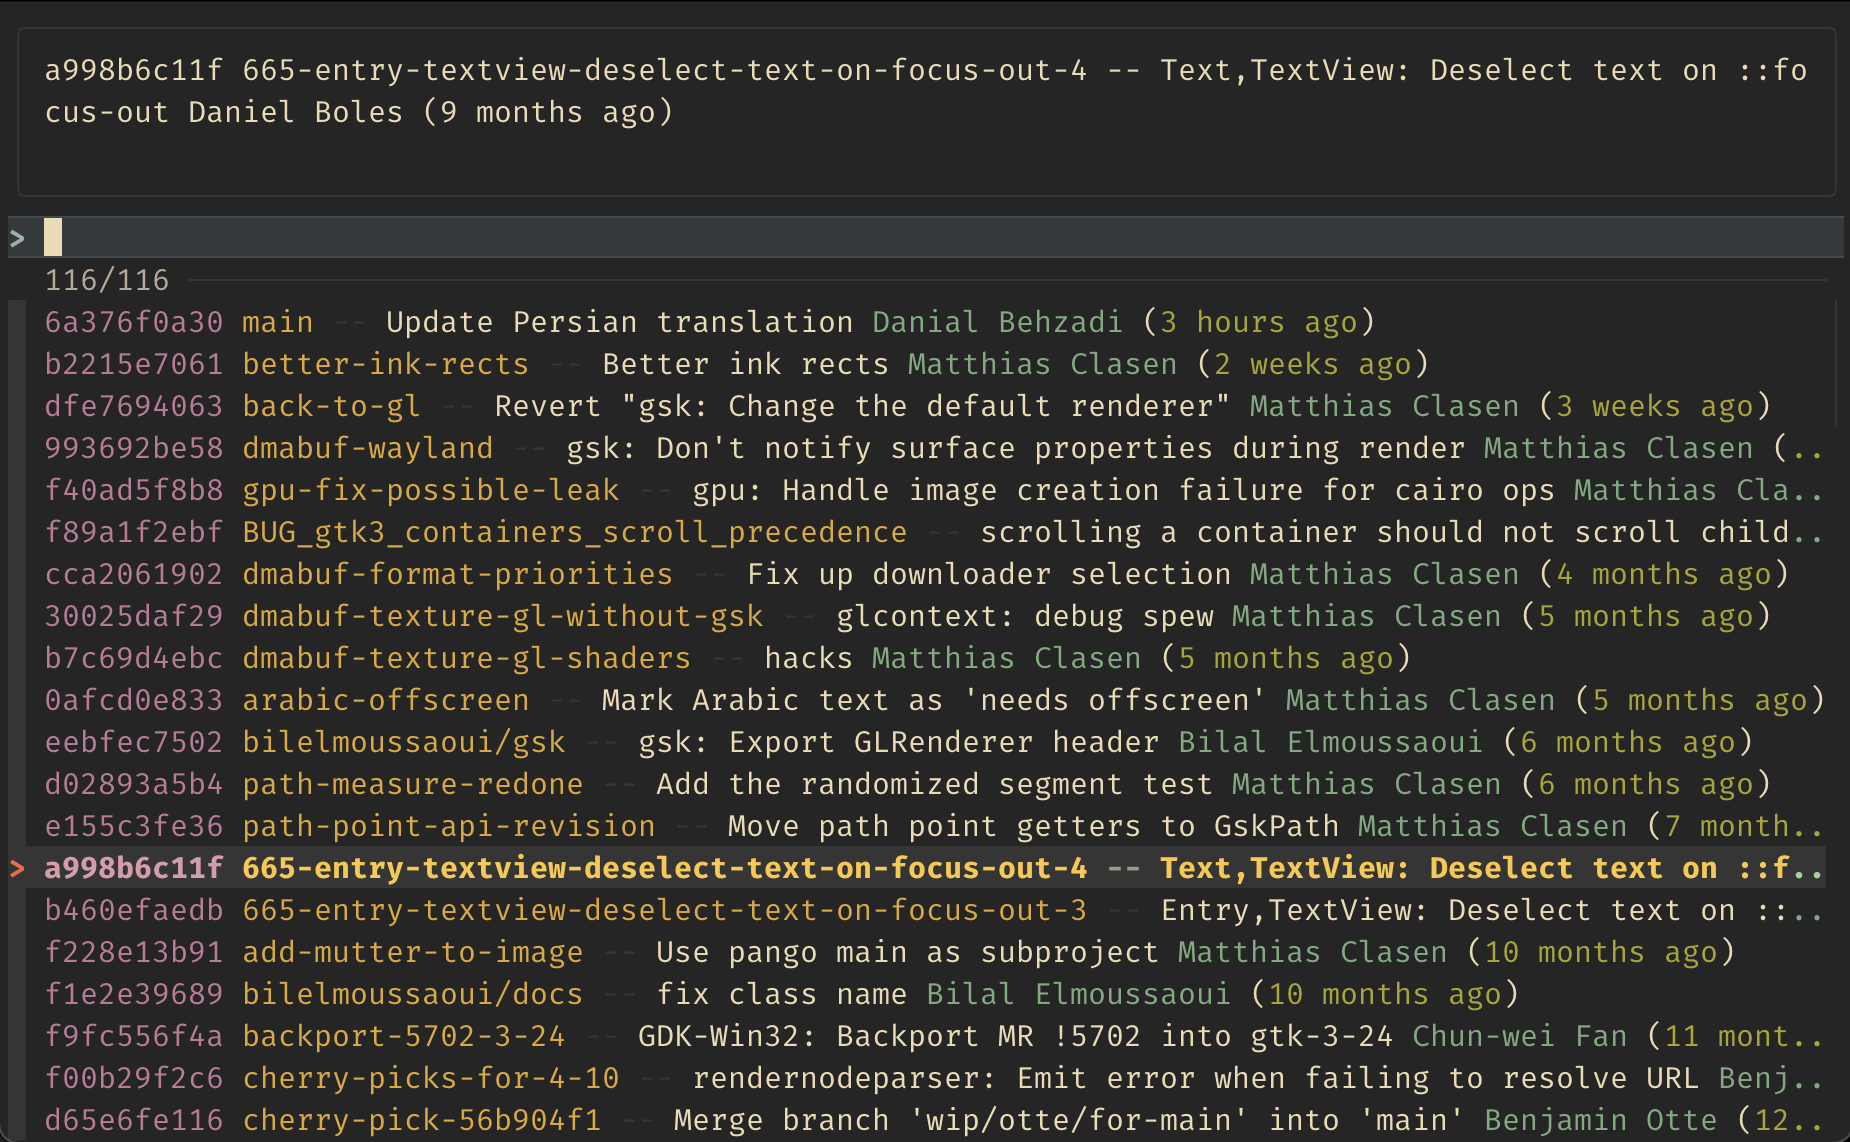 a998b6c11f 665-entry-textview-deselect-text-on-focus-out-4 -- Text,TextView: Deselect text on ::fo
cus-out Daniel Boles (9 months ago)
>
116/116
6a376f0a30 main -- Update Persian translation Danial Behzadi (3 hours ago)
b2215e7061 better-ink-rects -- Better ink rects Matthias Clasen (2 weeks ago)
dfe7694063 back-to-gl -- Revert "gsk: Change the default renderer" Matthias Clasen (3 weeks ago)
993692be58 dmabuf-wayland -- gsk: Don't notify surface properties during render Matthias Clasen (..
f40ad5f8b8 gpu-fix-possible-leak -- gpu: Handle image creation failure for cairo ops Matthias Cla..
f89a1f2ebf BUG_gtk3_containers_scroll_precedence -- scrolling a container should not scroll child..
cca2061902 dmabuf-format-priorities -- Fix up downloader selection Matthias Clasen (4 months ago)
30025daf29 dmabuf-texture-gl-without-gsk -- glcontext: debug spew Matthias Clasen (5 months ago)
b7c69d4ebc dmabuf-texture-gl-shaders -- hacks Matthias Clasen (5 months ago)
0afcd0e833 arabic-offscreen -- Mark Arabic text as 'needs offscreen' Matthias Clasen (5 months ago)
eebfec7502 bilelmoussaoui/gsk -- gsk: Export GLRenderer header Bilal Elmoussaoui (6 months ago)
d02893a5b4 path-measure-redone -- Add the randomized segment test Matthias Clasen (6 months ago)
e155c3fe36 path-point-api-revision -- Move path point getters to GskPath Matthias Clasen (7 month..
> a998b6c11f 665-entry-textview-deselect-text-on-focus-out-4 -- Text,TextView: Deselect text on ::f..
b460efaedb 665-entry-textview-deselect-text-on-focus-out-3 -- Entry,TextView: Deselect text on ::..
f228e13b91 add-mutter-to-image -- Use pango main as subproject Matthias Clasen (10 months ago)
f1e2e39689 bilelmoussaoui/docs -- fix class name Bilal Elmoussaoui (10 months ago)
f9fc556f4a backport-5702-3-24 -- GDK-Win32: Backport MR !5702 into gtk-3-24 Chun-wei Fan (11 mont..
f00b29f2c6 cherry-picks-for-4-10 -- rendernodeparser: Emit error when failing to resolve URL Benj..
d65e6fe116 cherry-pick-56b904f1 -- Merge branch 'wip/otte/for-main' into 'main' Benjamin Otte (12..